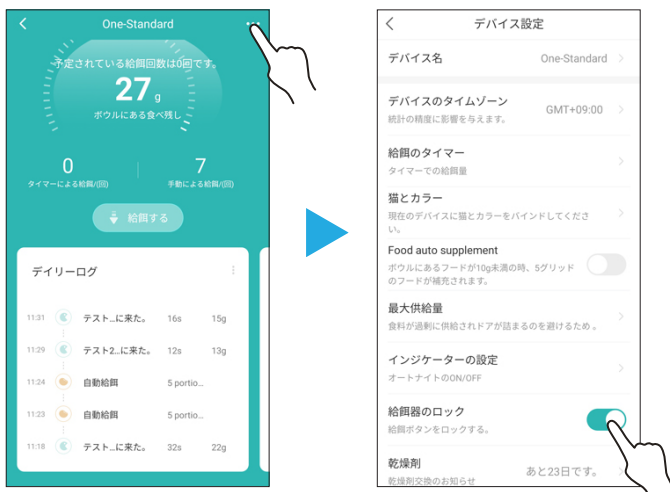 One-Standard
予定されている給餌回数は0回です。
27 g
ボウルにある食べ残し
0
7
タイマーによる給餌/(回)
手動による給餌/(回)
給餌する
デイリーログ
11:31 テスト...に来た。 16s 15g
11:29 テスト2...に来た。 12s 13g
11:24 自動給餌 5 portio...
11:23 自動給餌 5 portio...
11:18 テスト...に来た。 32s 22g
デバイス設定
デバイス名 One-Standard
デバイスのタイムゾーン GMT+09:00
統計の精度に影響を与えます。
給餌のタイマー
タイマーでの給餌量
猫とカラー
現在のデバイスに猫とカラーをバインドしてくださ
い。
Food auto supplement
ボウルにあるフードが10g未満の時、5グリッド
のフードが補充されます。
最大供給量
食料が過剰に供給されドアが詰まるのを避けるため 。
インジケーターの設定
オートナイトのON/OFF
給餌器のロック
給餌ボタンをロックする。
乾燥剤 あと23日です。
乾燥剤交換のお知らせ